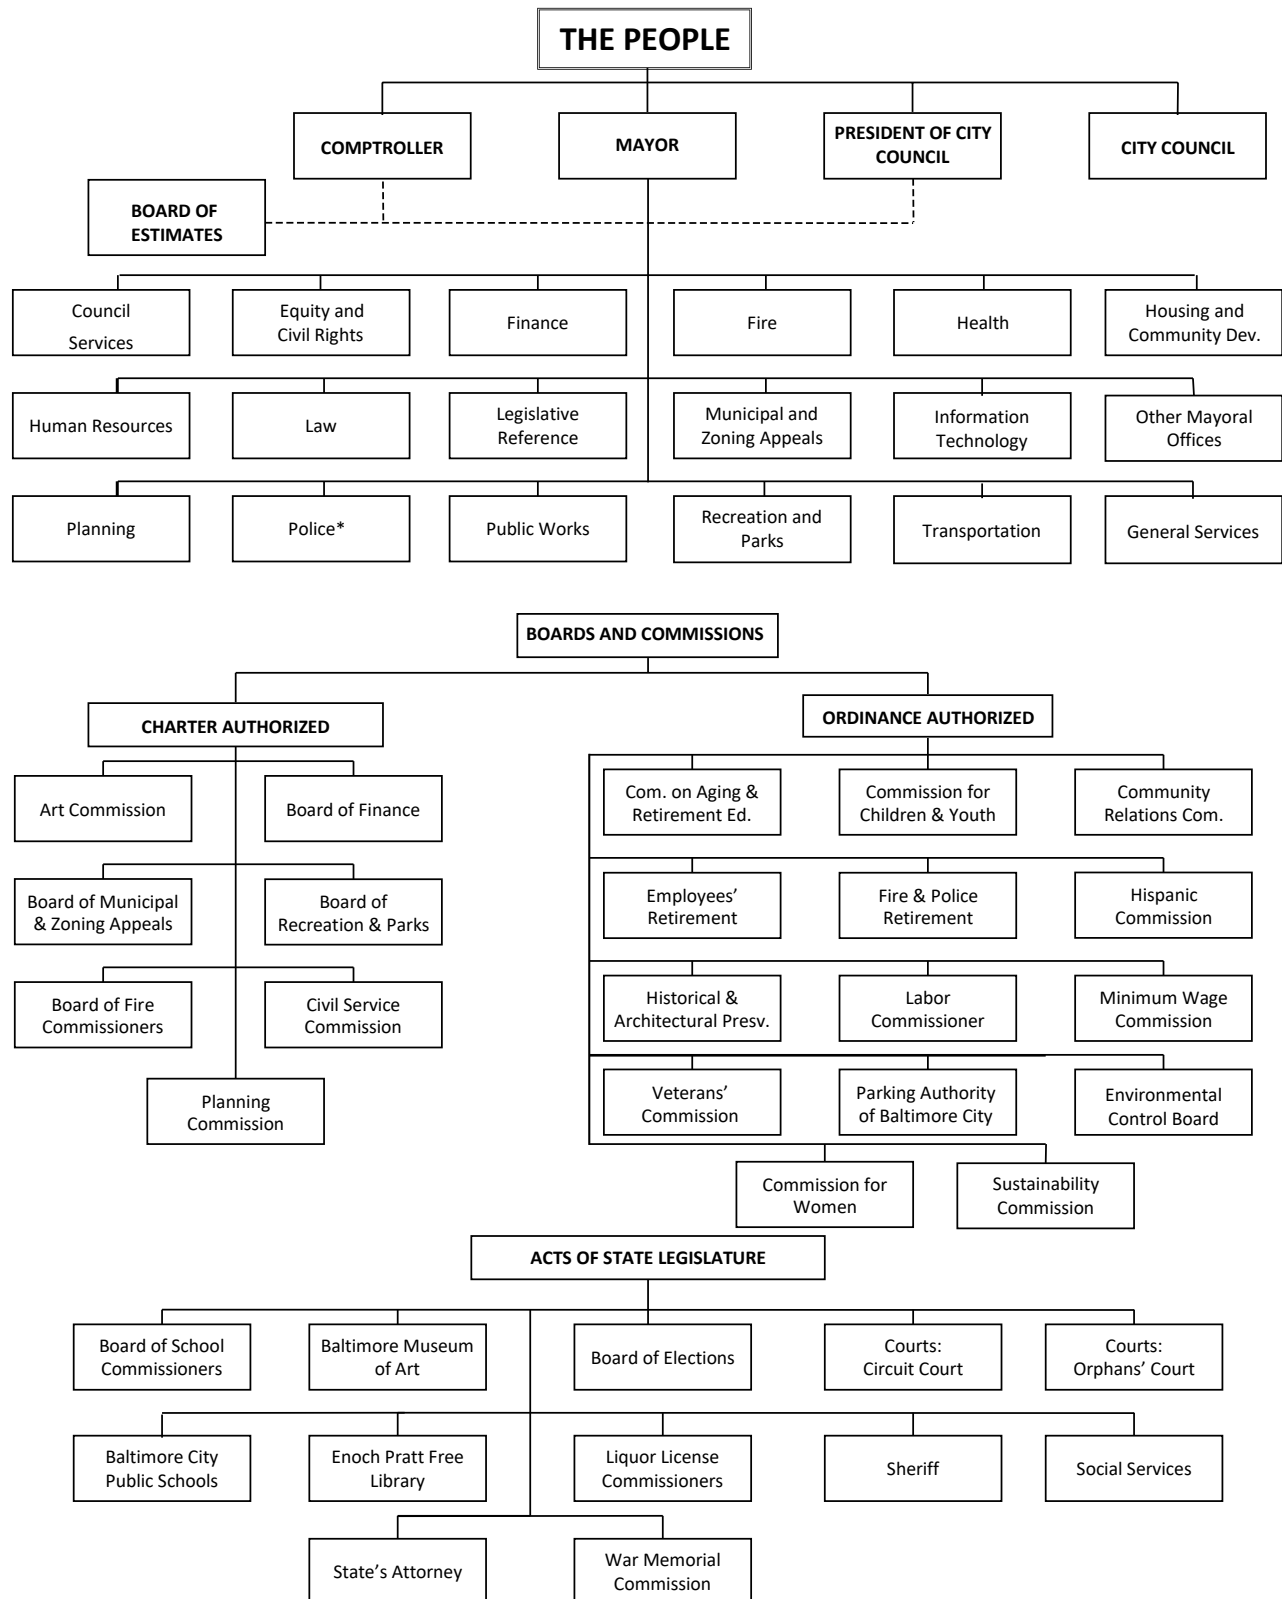 THE PEOPLE
COMPTROLLER
MAYOR
PRESIDENT OF CITY
COUNCIL
CITY COUNCIL
BOARD OF
ESTIMATES
Council
Services
Equity and
Civil Rights
Finance
Fire
Health
Housing and
Community Dev.
Human Resources
Law
Legislative
Reference
Municipal and
Zoning Appeals
Information
Technology
Other Mayoral
Offices
Planning
Police*
Public Works
Recreation and
Parks
Transportation
General Services
BOARDS AND COMMISSIONS
CHARTER AUTHORIZED
Art Commission
Board of Finance
Board of Municipal
& Zoning Appeals
Board of
Recreation & Parks
Board of Fire
Commissioners
Civil Service
Commission
Planning
Commission
ORDINANCE AUTHORIZED
Com. on Aging &
Retirement Ed.
Commission for
Children & Youth
Community
Relations Com.
Employees’
Retirement
Fire & Police
Retirement
Hispanic
Commission
Historical &
Architectural Presv.
Labor
Commissioner
Minimum Wage
Commission
Veterans’
Commission
Parking Authority
of Baltimore City
Environmental
Control Board
Commission for
Women
Sustainability
Commission
ACTS OF STATE LEGISLATURE
Board of School
Commissioners
Baltimore Museum
of Art
Board of Elections
Courts:
Circuit Court
Courts:
Orphans’ Court
Baltimore City
Public Schools
Enoch Pratt Free
Library
Liquor License
Commissioners
Sheriff
Social Services
State’s Attorney
War Memorial
Commission